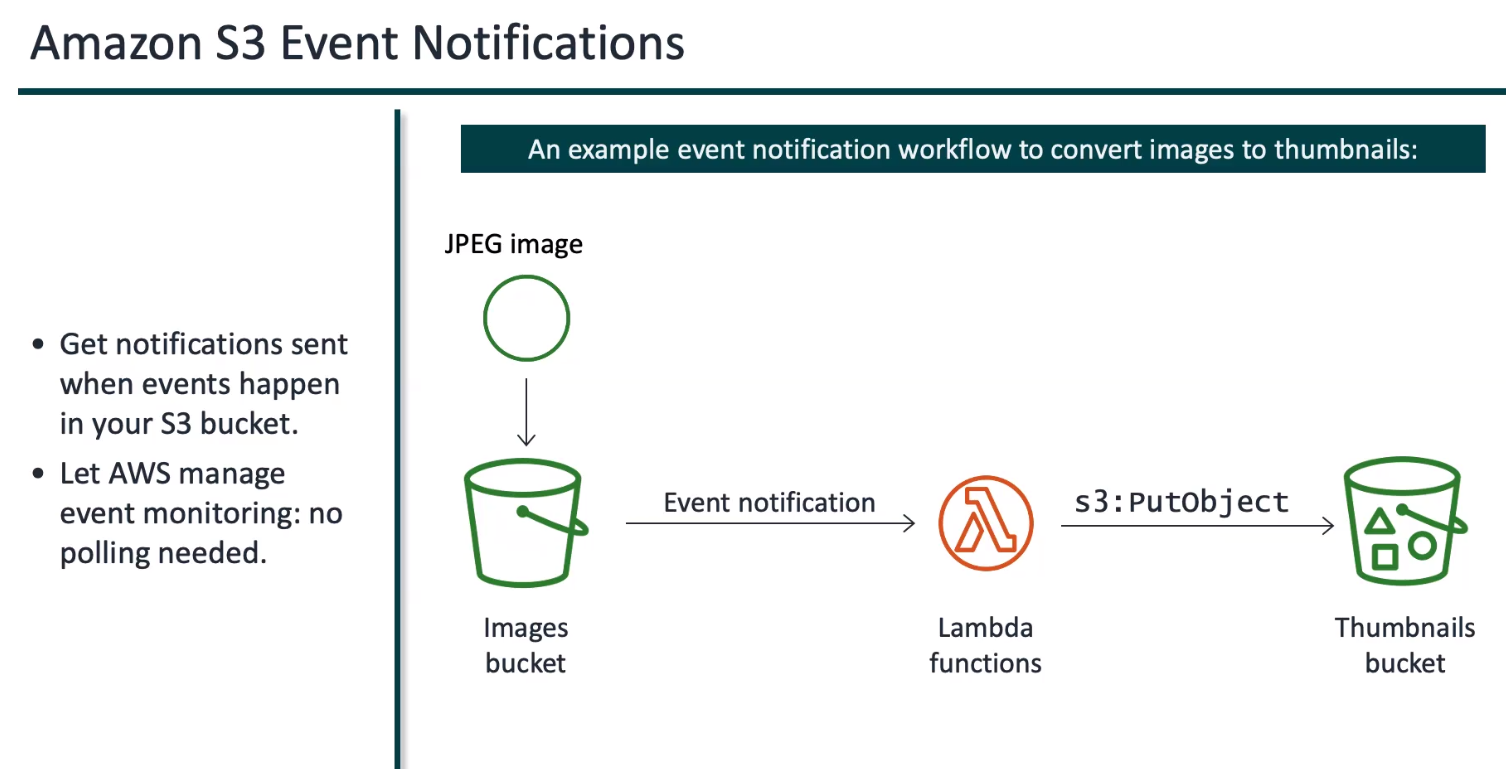 Amazon S3 Event Notifications
• Get notifications sent
when events happen
in your S3 bucket.
• Let AWS manage
event monitoring: no
polling needed.
An example event notification workflow to convert images to thumbnails:
JPEG image
Event notification
s3:PutObject
Images
bucket
Lambda
functions
Thumbnails
bucket